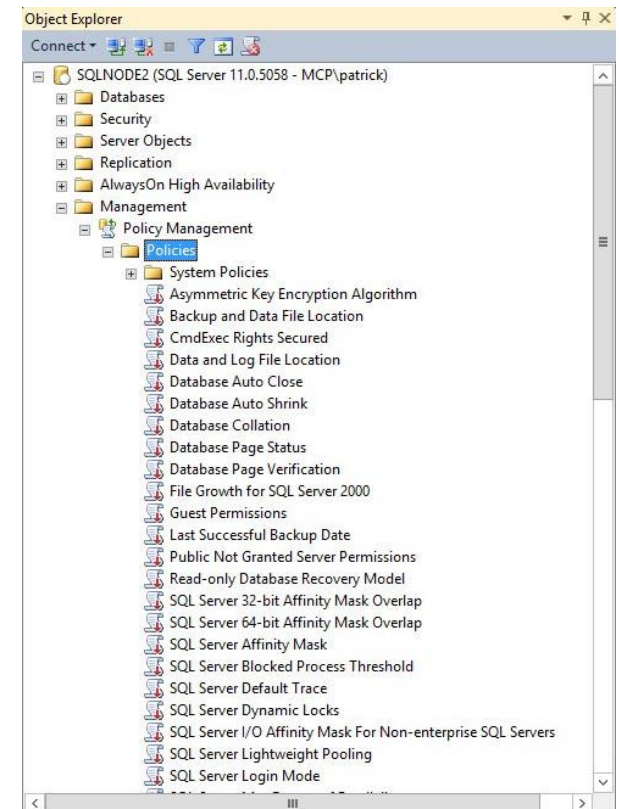 Object Explorer
Connect
SQLNODE2 (SQL Server 11.0.5058 - MCP\patrick)
Databases
Security
Server Objects
Replication
AlwaysOn High Availability
Management
Policy Management
Policies
System Policies
Asymmetric Key Encryption Algorithm
Backup and Data File Location
CmdExec Rights Secured
Data and Log File Location
Database Auto Close
Database Auto Shrink
Database Collation
Database Page Status
Database Page Verification
File Growth for SQL Server 2000
Guest Permissions
Last Successful Backup Date
Public Not Granted Server Permissions
Read-only Database Recovery Model
SQL Server 32-bit Affinity Mask Overlap
SQL Server 64-bit Affinity Mask Overlap
SQL Server Affinity Mask
SQL Server Blocked Process Threshold
SQL Server Default Trace
SQL Server Dynamic Locks
SQL Server I/O Affinity Mask For Non-enterprise SQL Servers
SQL Server Lightweight Pooling
SQL Server Login Mode